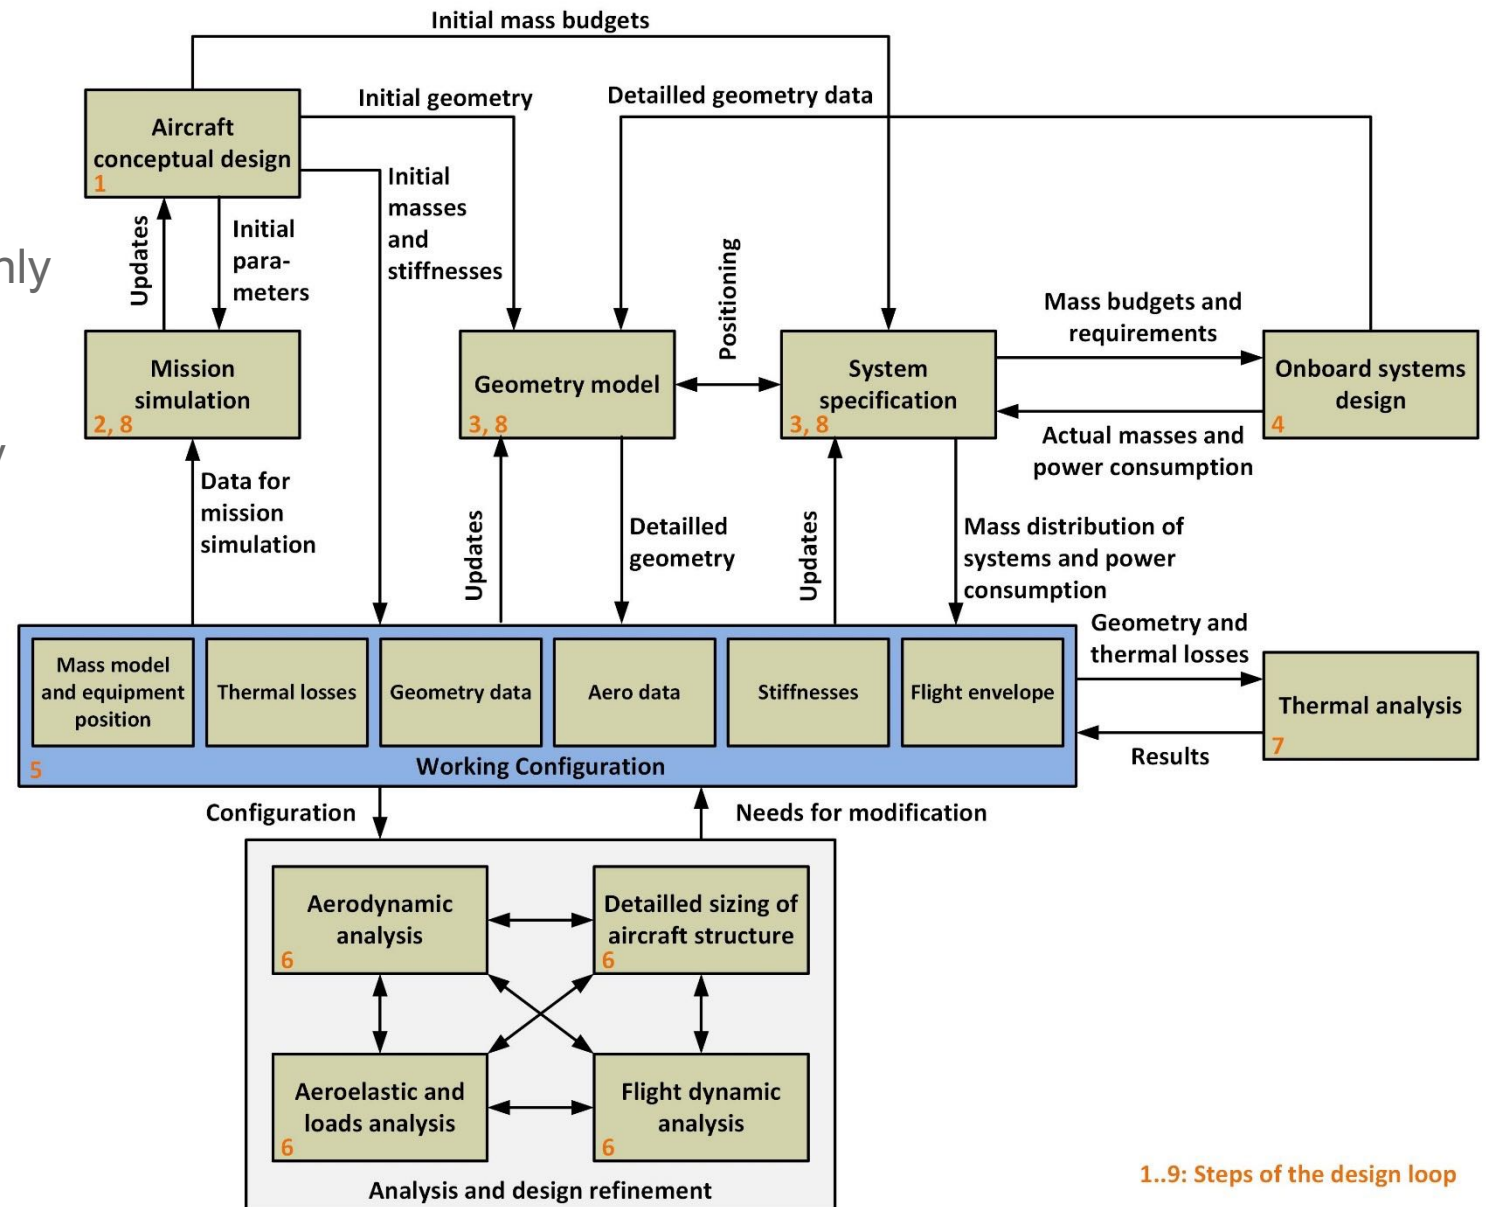 Initial mass budgets
Initial geometry
Detailled geometry data
Aircraft
conceptual design
1
Initial
masses
and
stiffnesses
Updates
Initial
para-
meters
nly
Positioning
Mass budgets and
requirements
Mission
simulation
2, 8
Geometry model
3, 8
System
specification
3, 8
Onboard systems
design
4
Actual masses and
power consumption
y
Data for
mission
simulation
Updates
Detailled
geometry
Updates
Mass distribution of
systems and power
consumption
Geometry and
thermal losses
Mass model
and equipment
position
Thermal losses
Geometry data
Aero data
Stiffnesses
Flight envelope
5
Working Configuration
Thermal analysis
7
Results
Configuration
Needs for modification
Aerodynamic
analysis
6
Detailled sizing of
aircraft structure
6
Aeroelastic and
loads analysis
6
Flight dynamic
analysis
6
Analysis and design refinement
1..9: Steps of the design loop